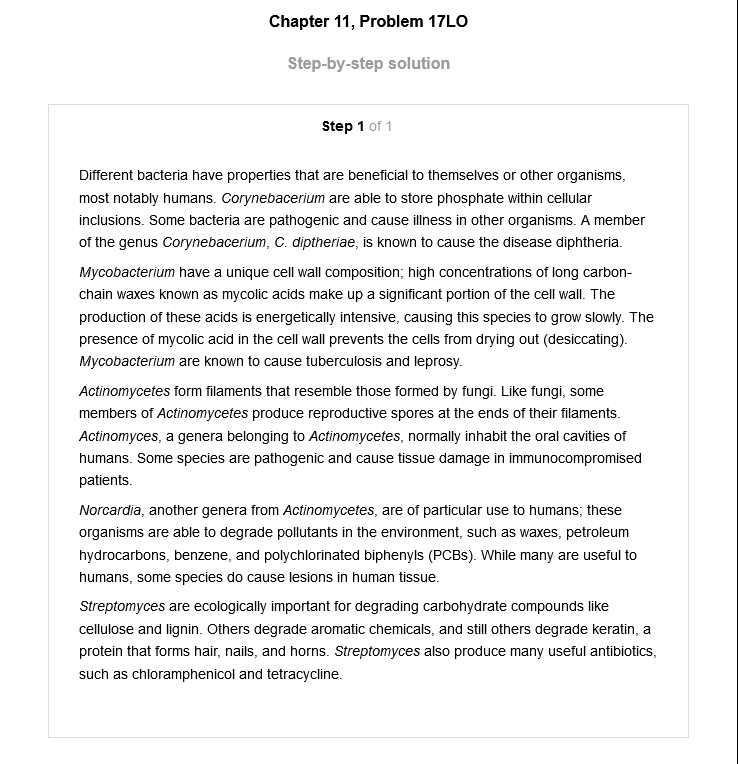 Chapter 11, Problem 17LO
Step-by-step solution
Step 1 of 1
Different bacteria have properties that are beneficial to themselves or other organisms,
most notably humans. Corynebacerium are able to store phosphate within cellular
inclusions. Some bacteria are pathogenic and cause illness in other organisms. A member
of the genus Corynebacerium, C. diptheriae, is known to cause the disease diphtheria.
Mycobacterium have a unique cell wall composition; high concentrations of long carbon-
chain waxes known as mycolic acids make up a significant portion of the cell wall. The
production of these acids is energetically intensive, causing this species to grow slowly. The
presence of mycolic acid in the cell wall prevents the cells from drying out (desiccating).
Mycobacterium are known to cause tuberculosis and leprosy.
Actinomycetes form filaments that resemble those formed by fungi. Like fungi, some
members of Actinomycetes produce reproductive spores at the ends of their filaments.
Actinomyces, a genera belonging to Actinomycetes, normally inhabit the oral cavities of
humans. Some species are pathogenic and cause tissue damage in immunocompromised
patients.
Norcardia, another genera from Actinomycetes, are of particular use to humans; these
organisms are able to degrade pollutants in the environment, such as waxes, petroleum
hydrocarbons, benzene, and polychlorinated biphenyls (PCBs). While many are useful to
humans, some species do cause lesions in human tissue.
Streptomyces are ecologically important for degrading carbohydrate compounds like
cellulose and lignin. Others degrade aromatic chemicals, and still others degrade keratin, a
protein that forms hair, nails, and horns. Streptomyces also produce many useful antibiotics,
such as chloramphenicol and tetracycline.